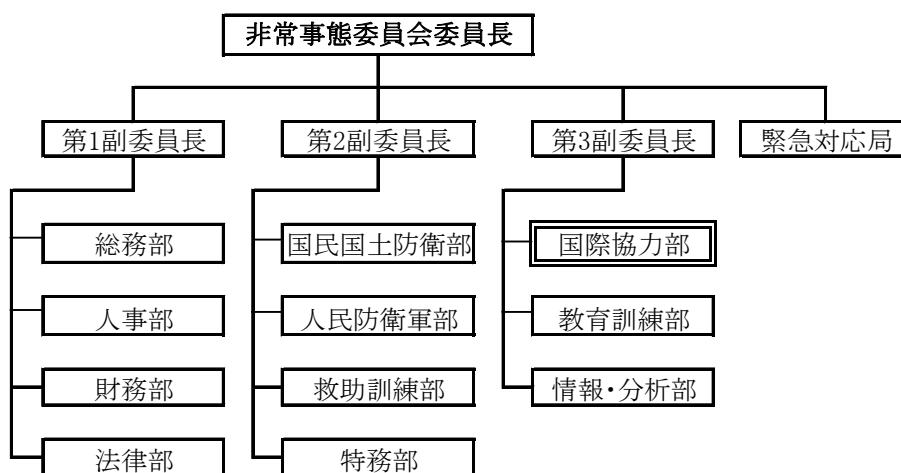 非常事態委員会委員長
第1副委員長
第2副委員長
第3副委員長
緊急対応局
総務部
国民国土防衛部
国際協力部
人事部
人民防衛軍部
教育訓練部
財務部
救助訓練部
情報・分析部
法律部
特務部